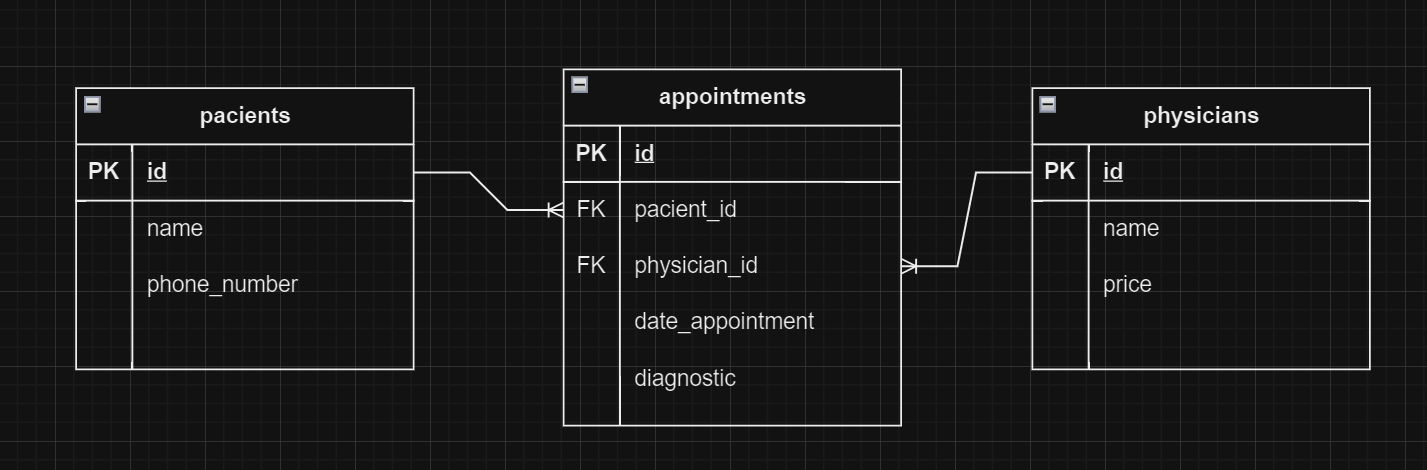 pacients
PK id
name
phone_number
appointments
PK id
FK pacient_id
FK physician_id
date_appointment
diagnostic
physicians
PK id
name
price